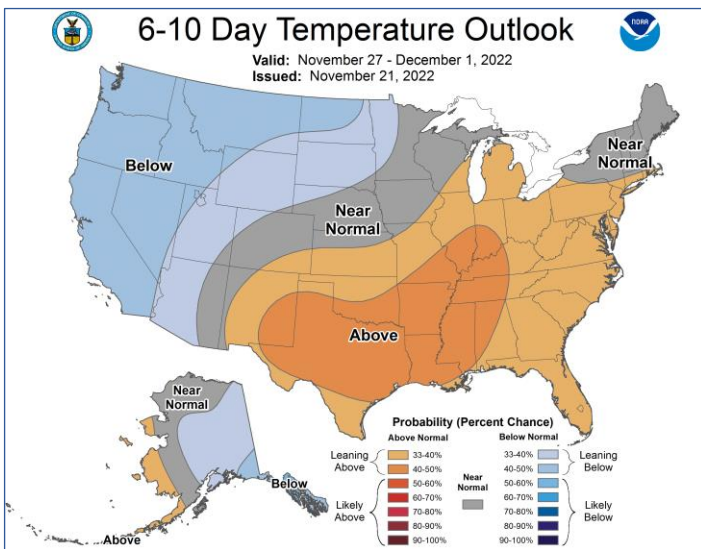 6-10 Day Temperature Outlook
NOAA
Valid: November 27 - December 1, 2022
Issued: November 21, 2022
Below
Near
Normal
Near
Normal
Above
Near
Normal
Below
Above
Probability (Percent Chance)
Above Normal
Below Normal
Leaning
Above
33-40%
40-50%
Likely
Above
50-60%
60-70%
70-80%
80-90%
90-100%
Near
Normal
33-40%
40-50%
Leaning
Below
50-60%
60-70%
70-80%
80-90%
90-100%
Likely
Below